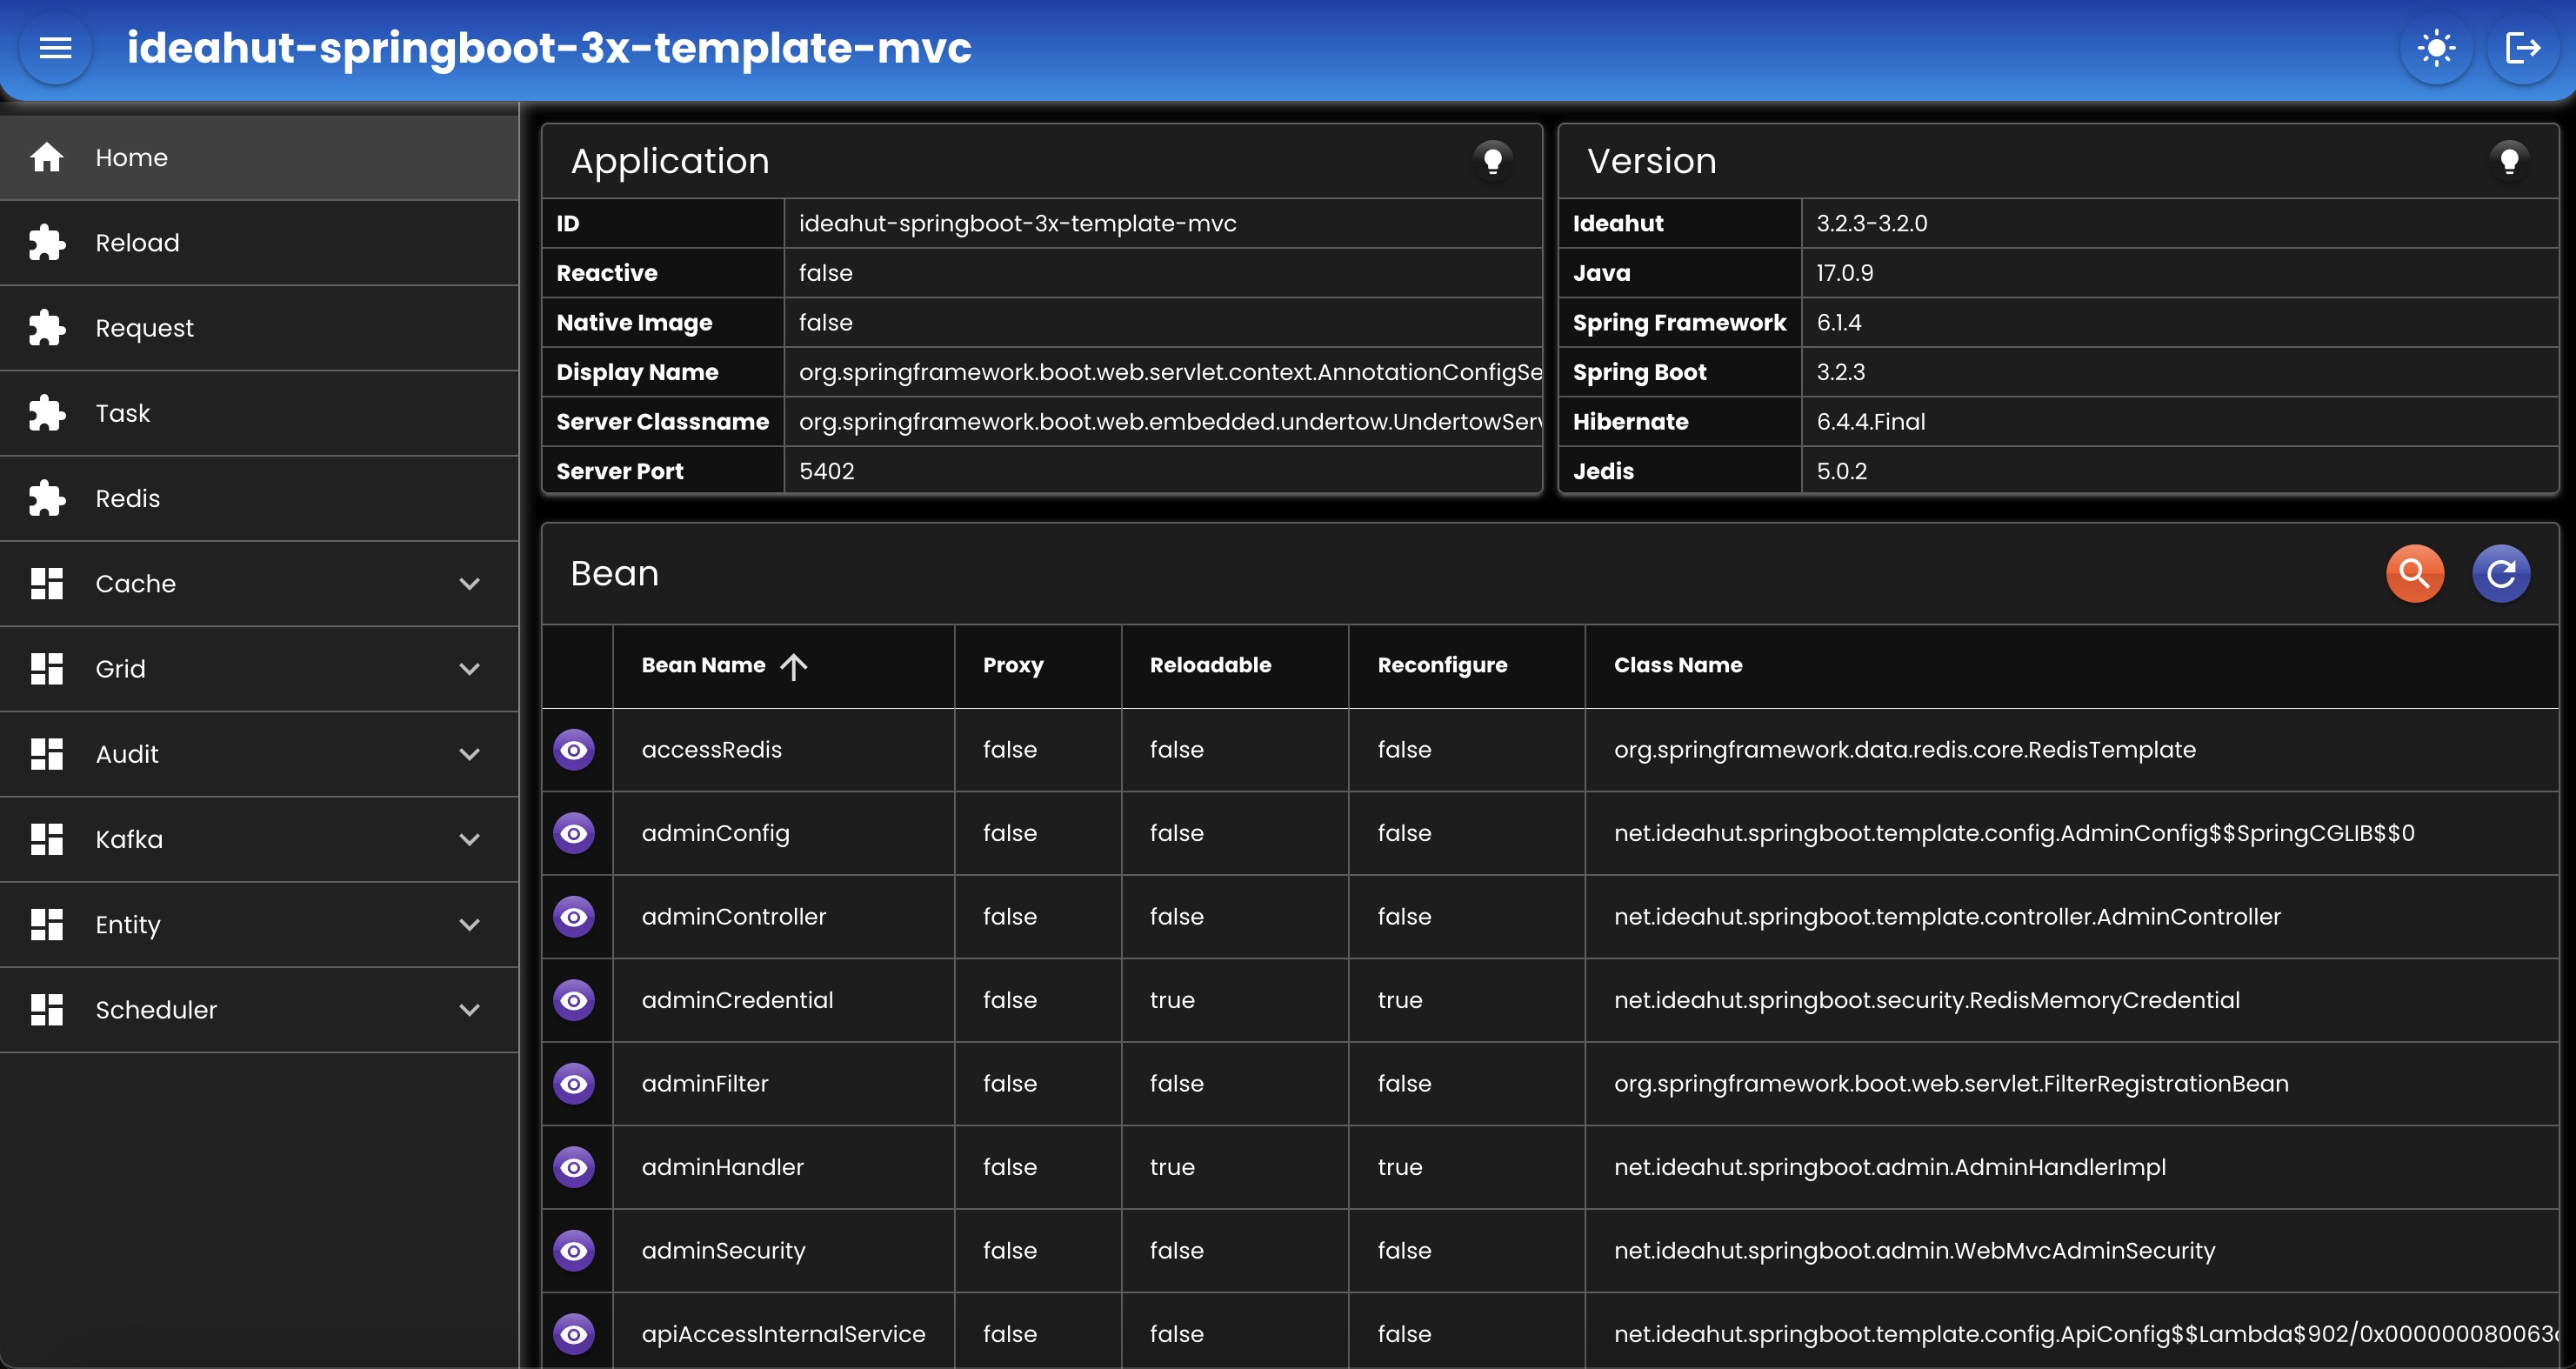 ideahut-springboot-3x-template-mvc
Home
Reload
Request
Task
Redis
Cache
Grid
Audit
Kafka
Entity
Scheduler
Application
ID ideahut-springboot-3x-template-mvc
Reactive false
Native Image false
Display Name org.springframework.boot.web.servlet.context.AnnotationConfigSe
Server Classname org.springframework.boot.web.embedded.undertow.UndertowServ
Server Port 5402
Version
Ideahut 3.2.3-3.2.0
Java 17.0.9
Spring Framework 6.1.4
Spring Boot 3.2.3
Hibernate 6.4.4.Final
Jedis 5.0.2
Bean
Bean Name Proxy Reloadable Reconfigure Class Name
accessRedis false false false org.springframework.data.redis.core.RedisTemplate
adminConfig false false false net.ideahut.springboot.template.config.AdminConfig$$SpringCGLIB$$0
adminController false false false net.ideahut.springboot.template.controller.AdminController
adminCredential false true true net.ideahut.springboot.security.RedisMemoryCredential
adminFilter false false false org.springframework.boot.web.servlet.FilterRegistrationBean
adminHandler false true true net.ideahut.springboot.admin.AdminHandlerImpl
adminSecurity false false false net.ideahut.springboot.admin.WebMvcAdminSecurity
apiAccessInternalService false false false net.ideahut.springboot.template.config.ApiConfig$$Lambda$902/0x000000080063